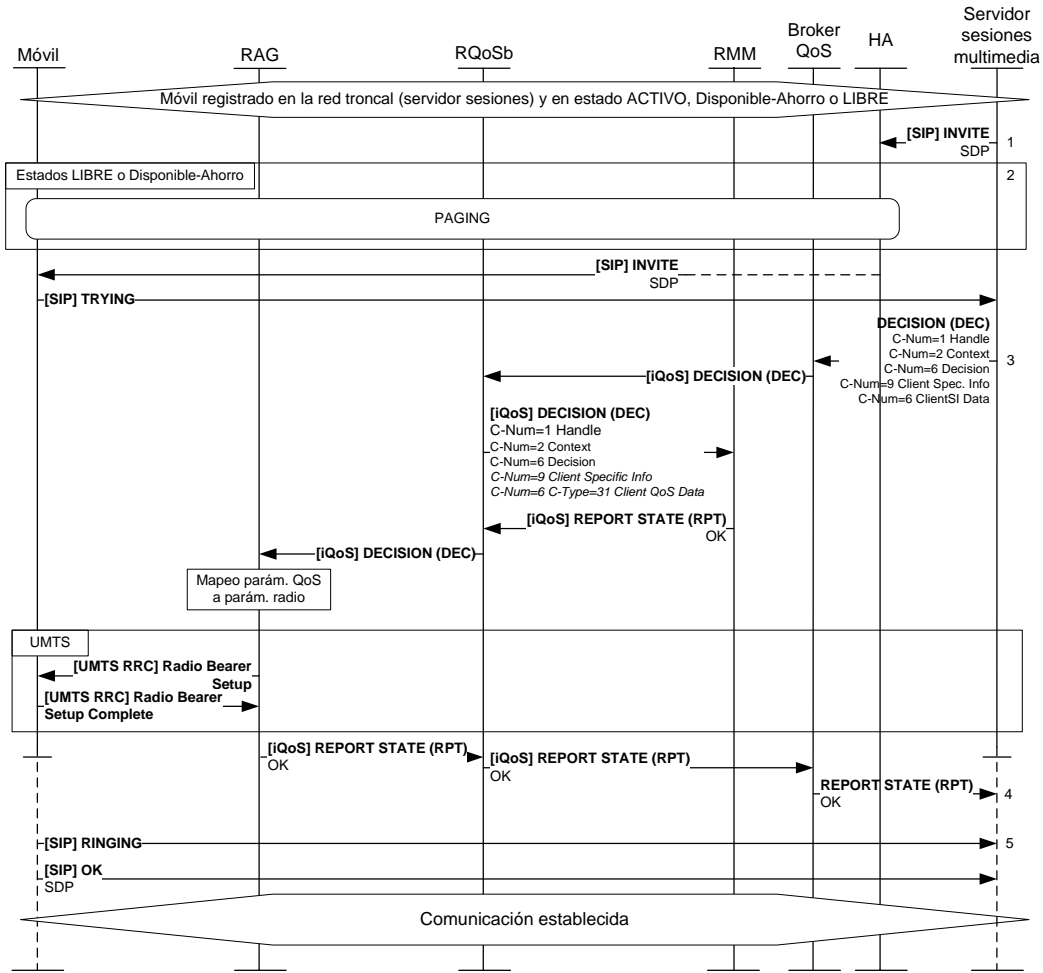 Servidor
sesiones
multimedia
Broker
QoS
HA
Móvil
RAG
RQoSb
RMM
Móvil registrado en la red troncal (servidor sesiones) y en estado ACTIVO, Disponible-Ahorro o LIBRE
[SIP] INVITE
SDP
1
Estados LIBRE o Disponible-Ahorro
2
PAGING
[SIP] INVITE
SDP
[SIP] TRYING
DECISION (DEC)
C-Num=1 Handle
C-Num=2 Context
C-Num=6 Decision
C-Num=9 Client Spec. Info
C-Num=6 ClientSI Data
3
[iQoS] DECISION (DEC)
[iQoS] DECISION (DEC)
C-Num=1 Handle
C-Num=2 Context
C-Num=6 Decision
C-Num=9 Client Specific Info
C-Num=6 C-Type=31 Client QoS Data
[iQoS] REPORT STATE (RPT)
OK
[iQoS] DECISION (DEC)
Mapeo parám. QoS
a parám. radio
UMTS
[UMTS RRC] Radio Bearer
Setup
[UMTS RRC] Radio Bearer
Setup Complete
[iQoS] REPORT STATE (RPT)
OK
[iQoS] REPORT STATE (RPT)
OK
REPORT STATE (RPT)
OK
4
[SIP] RINGING
5
[SIP] OK
SDP
Comunicación establecida